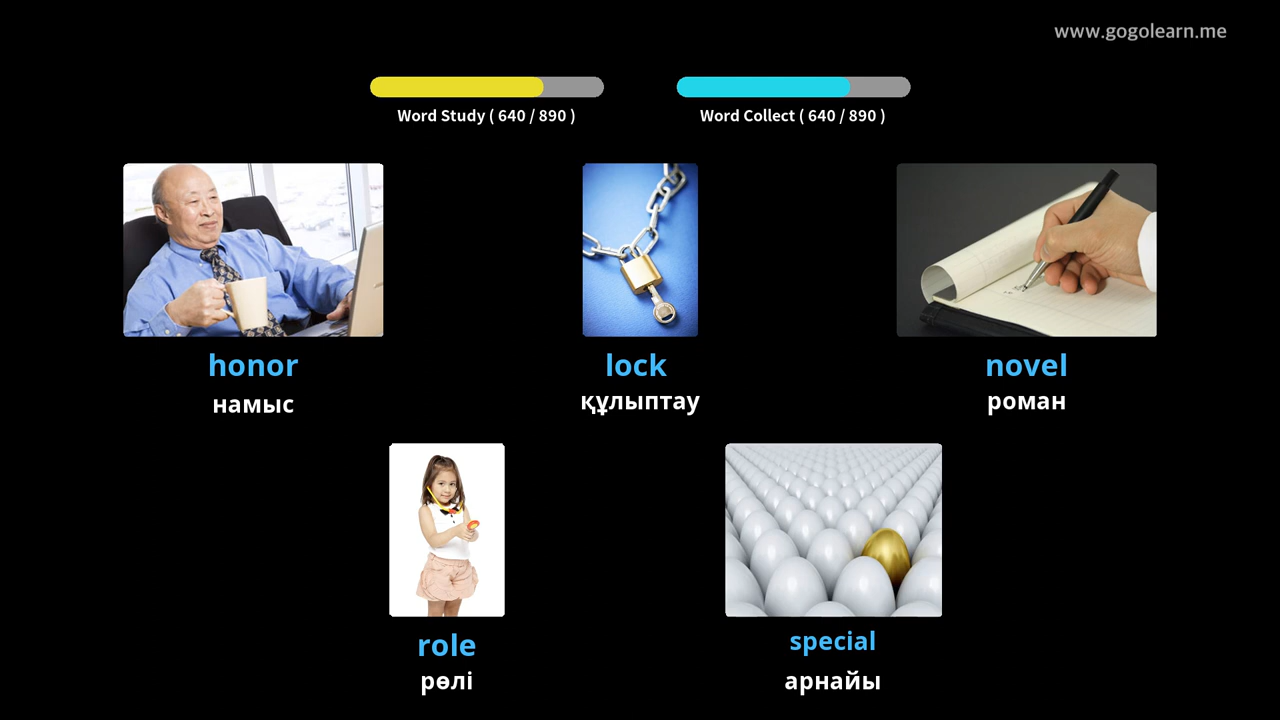 www.gogolearn.me
Word Study ( 640 / 890 )
Word Collect ( 640 / 890 )
honor
намыс
lock
құлыптау
novel
роман
role
рөлі
special
арнайы